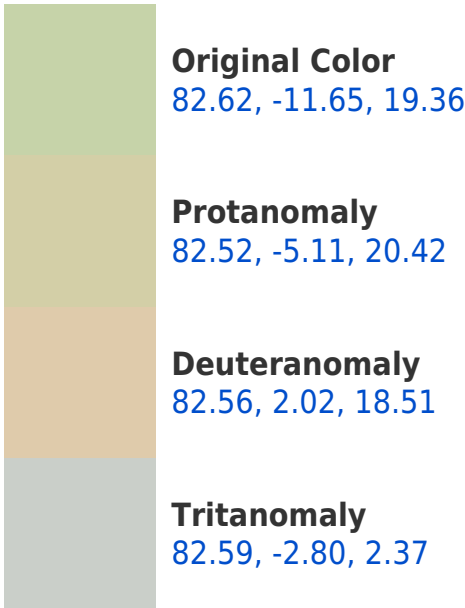 Original Color
82.62, -11.65, 19.36
Protanomaly
82.52, -5.11, 20.42
Deuteranomaly
82.56, 2.02, 18.51
Tritanomaly
82.59, -2.80, 2.37